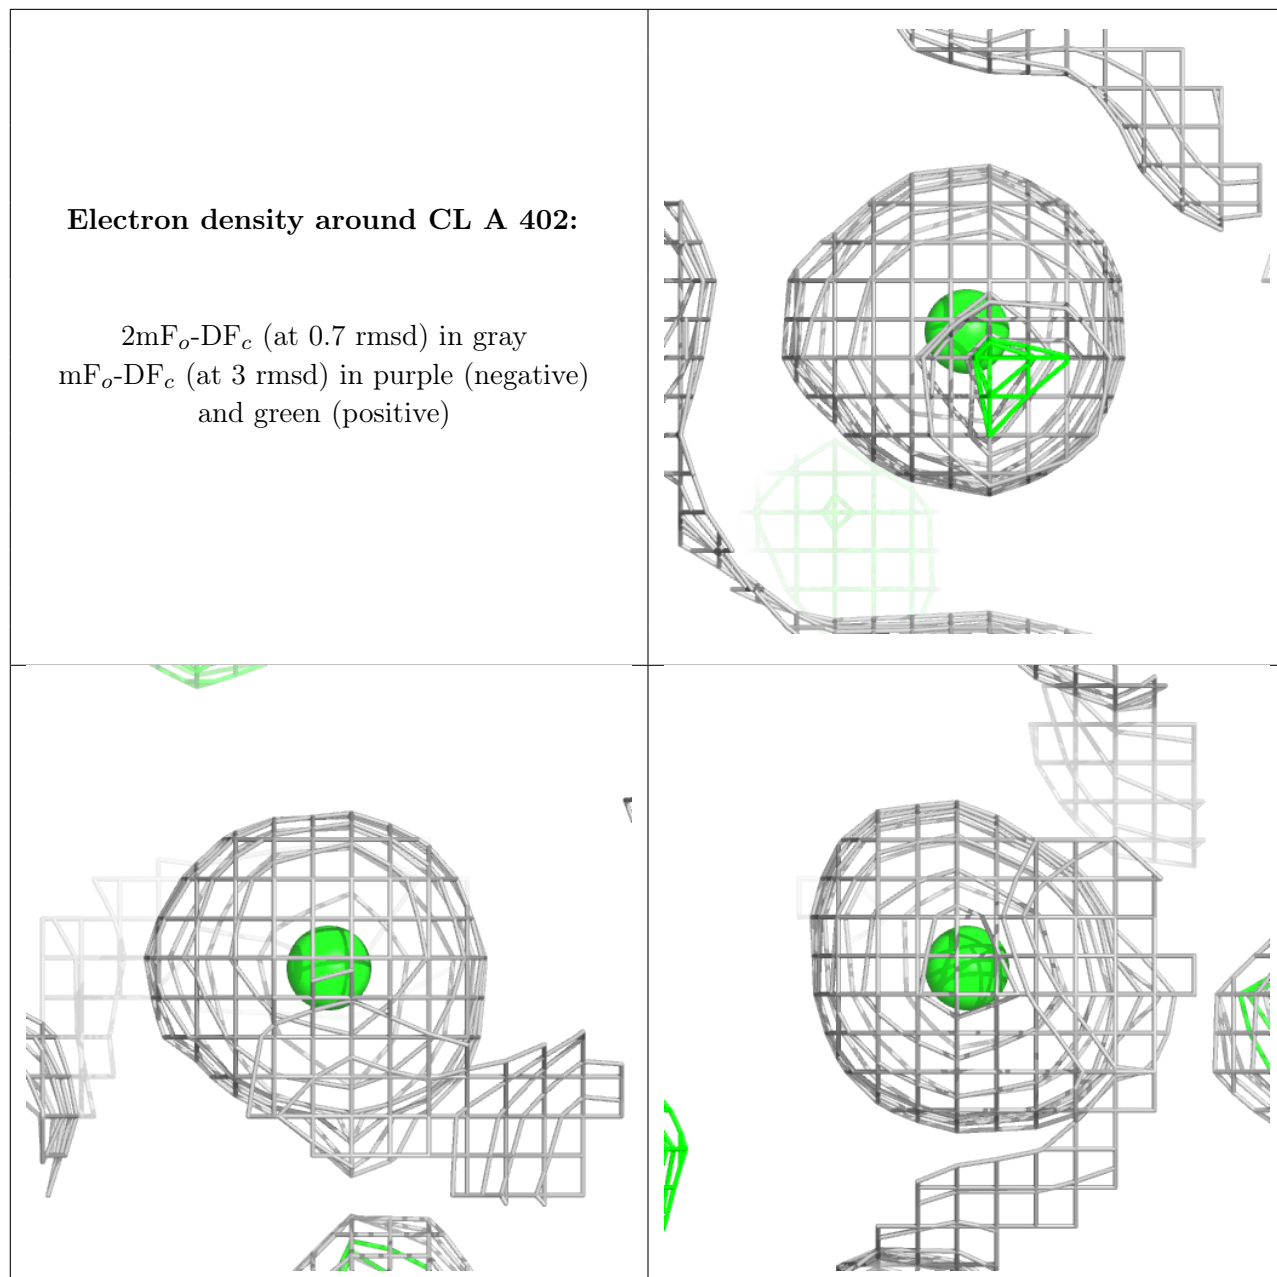 Electron density around CL A 402:
2mFo-DFc (at 0.7 rmsd) in gray
mFo-DFc (at 3 rmsd) in purple (negative)
and green (positive)